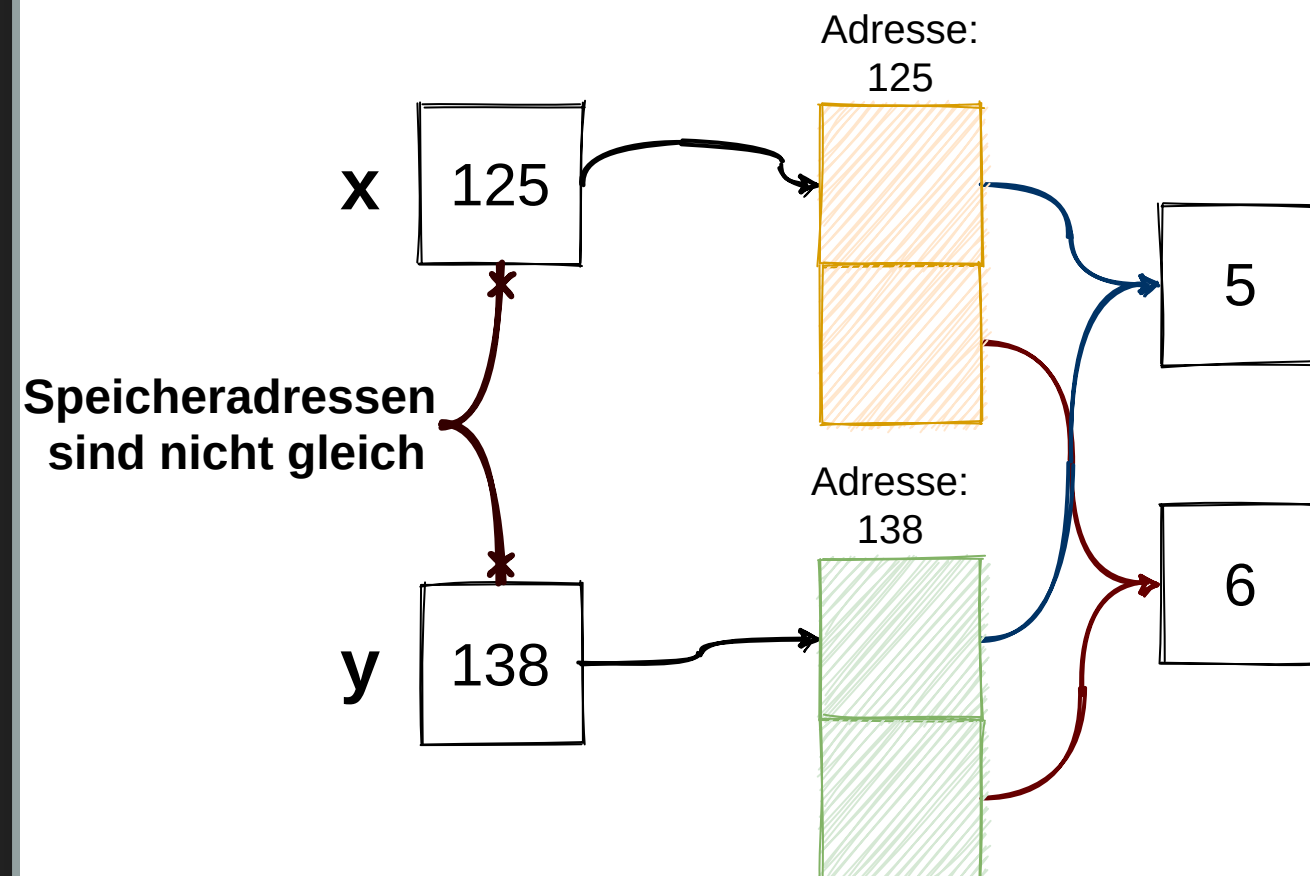 Adresse:
125
x
125
5
Speicheradressen
sind nicht gleich
Adresse:
138
6
y
138